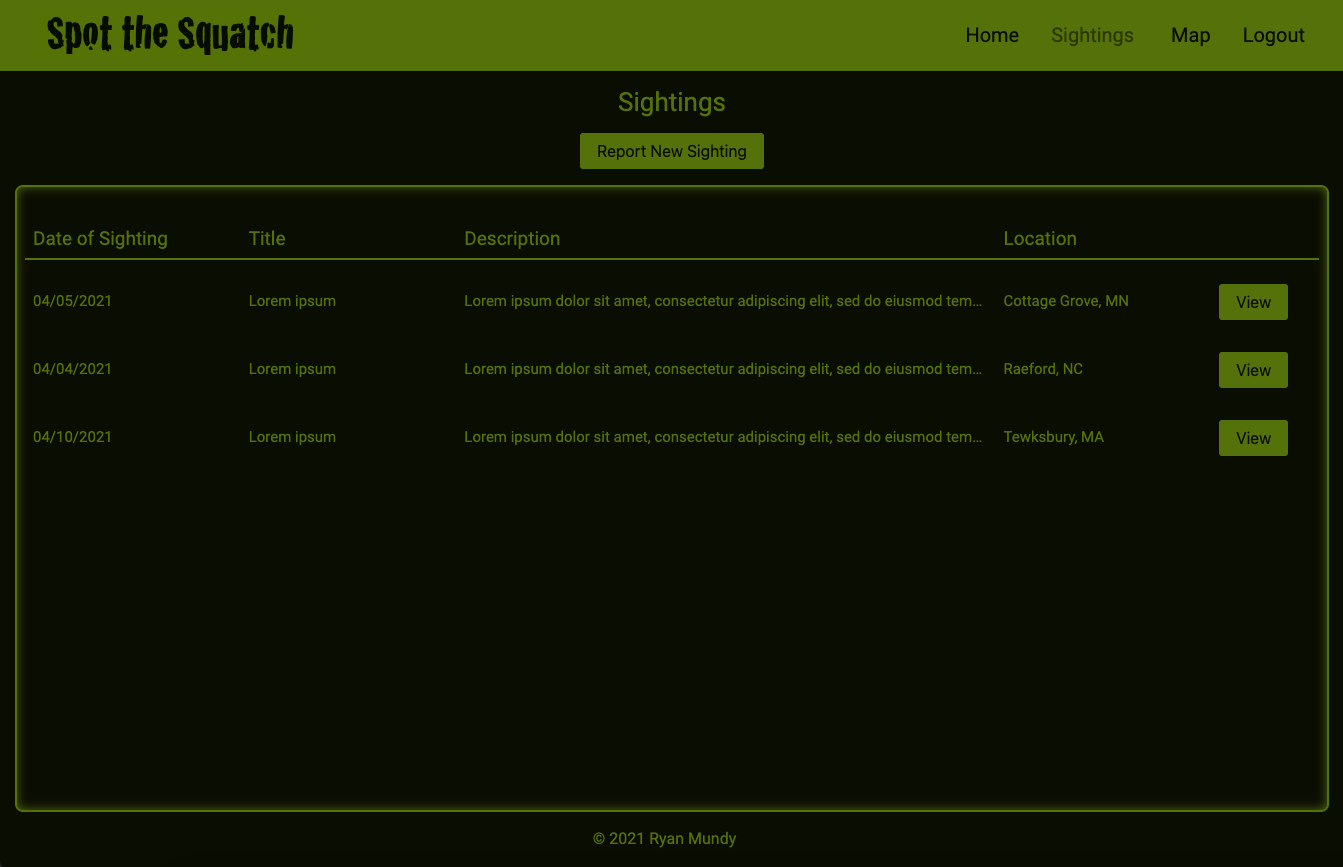 Spot the Squatch
Home Sightings Map Logout
Sightings
Report New Sighting
Date of Sighting Title Description Location
04/05/2021 Lorem ipsum Lorem ipsum dolor sit amet, consectetur adipiscing elit, sed do eiusmod tem... Cottage Grove, MN View
04/04/2021 Lorem ipsum Lorem ipsum dolor sit amet, consectetur adipiscing elit, sed do eiusmod tem... Raeford, NC View
04/10/2021 Lorem ipsum Lorem ipsum dolor sit amet, consectetur adipiscing elit, sed do eiusmod tem... Tewksbury, MA View
© 2021 Ryan Mundy